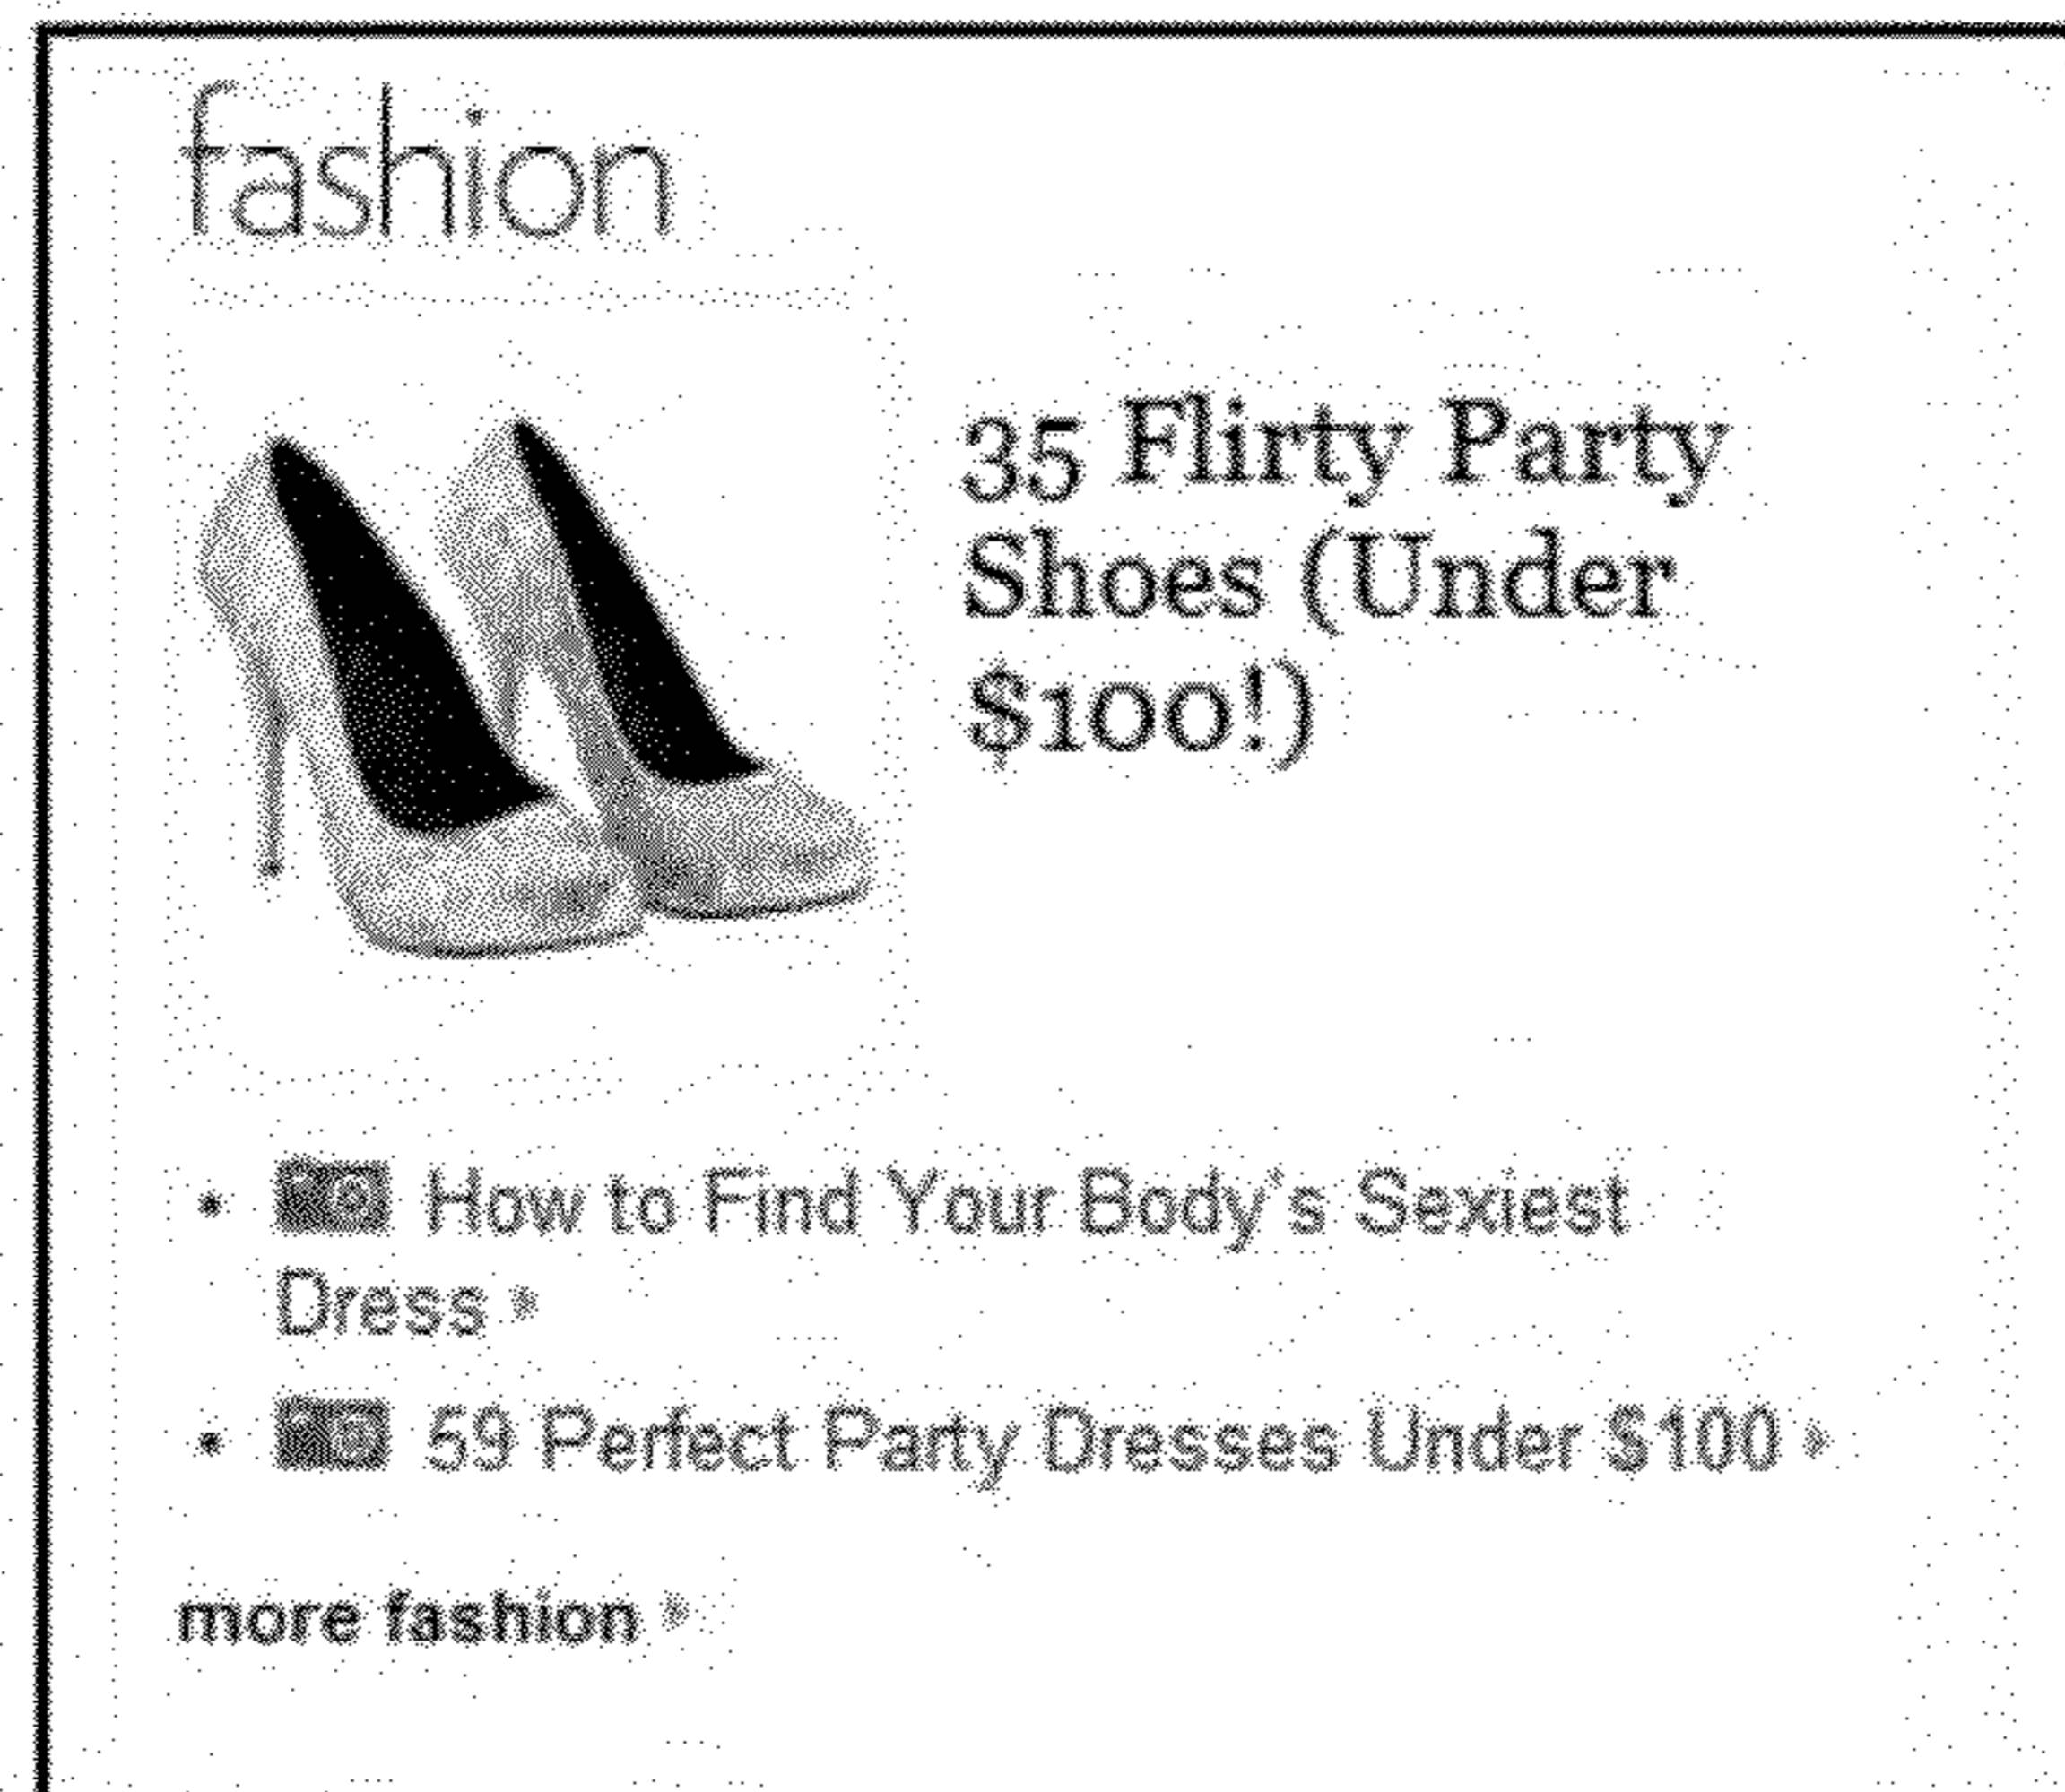 fashion
35 Flirty Party
Shoes (Under
$100!)
• How to Find Your Body's Sexiest
Dress »
• 59 Perfect Party Dresses Under $100 »
more fashion »